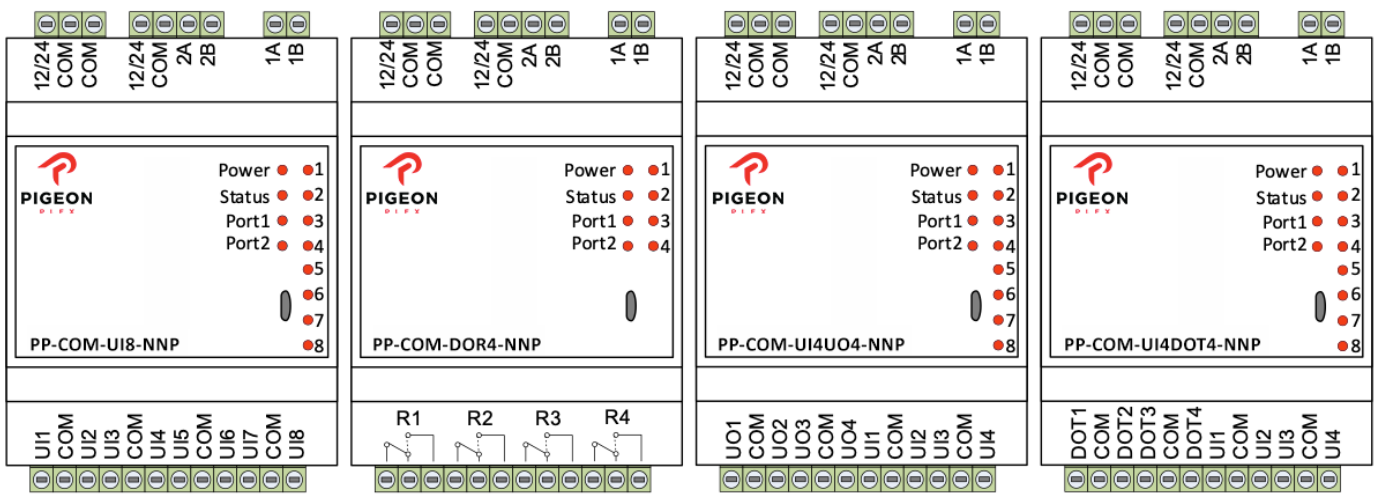 12/24 COM COM 12/24 COM 2A 2B 1A 1B
PIGEON
PIFX
Power 1
Status 2
Port1 3
Port2 4
5
6
7
8
PP-COM-UI8-NNP
UI1 COM UI2 UI3 COM UI4 UI5 COM UI6 UI7 COM UI8
12/24 COM COM 12/24 COM 2A 2B 1A 1B
PIGEON
PIFX
Power 1
Status 2
Port1 3
Port2 4
PP-COM-DOR4-NNP
R1 R2 R3 R4
12/24 COM COM 12/24 COM 2A 2B 1A 1B
PIGEON
PIFX
Power 1
Status 2
Port1 3
Port2 4
5
6
7
8
PP-COM-UI4UO4-NNP
UO1 COM UO2 UO3 COM UO4 UI1 COM UI2 UI3 COM UI4
12/24 COM COM 12/24 COM 2A 2B 1A 1B
PIGEON
PIFX
Power 1
Status 2
Port1 3
Port2 4
5
6
7
8
PP-COM-UI4DOT4-NNP
DOT1 COM DOT2 DOT3 COM DOT4 UI1 COM UI2 UI3 COM UI4